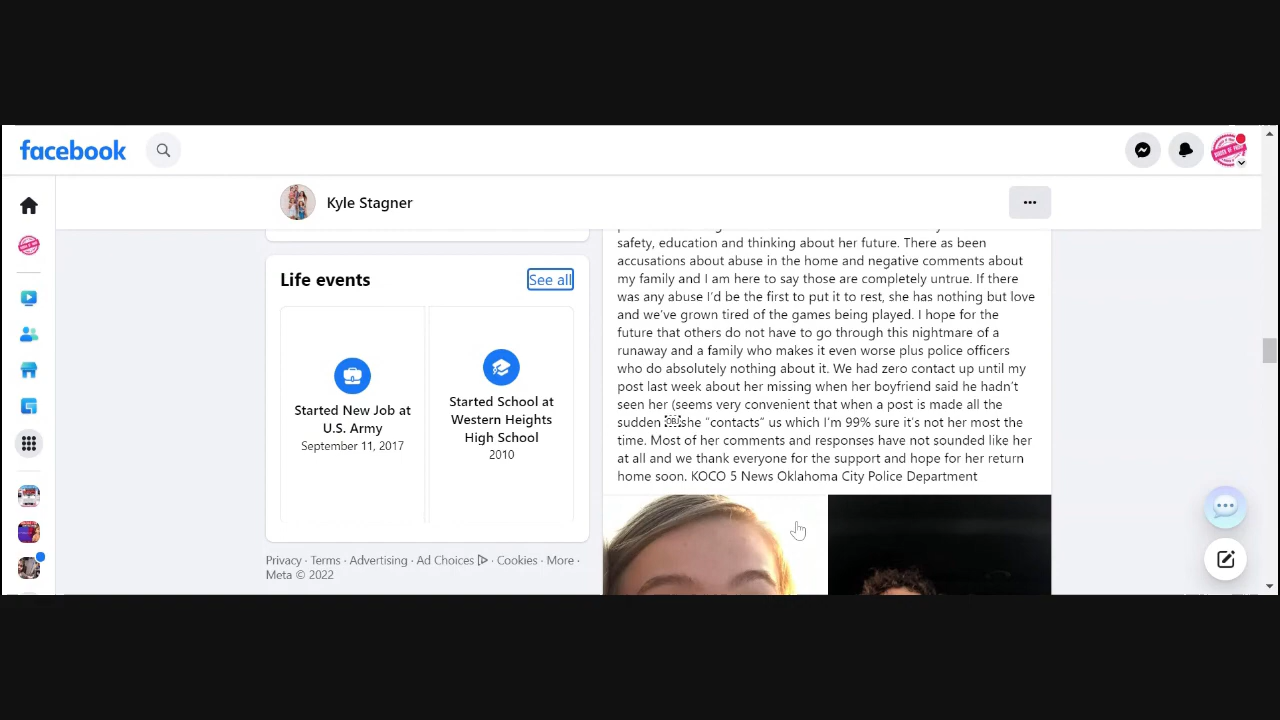 facebook
Kyle Stagner
Life events
See all
Started New Job at
U.S. Army
September 11, 2017
Started School at
Western Heights
High School
2010
Privacy · Terms · Advertising · Ad Choices · Cookies · More ·
Meta © 2022
safety, education and thinking about her future. There as been
accusations about abuse in the home and negative comments about
my family and I am here to say those are completely untrue. If there
was any abuse I'd be the first to put it to rest, she has nothing but love
and we've grown tired of the games being played. I hope for the
future that others do not have to go through this nightmare of a
runaway and a family who makes it even worse plus police officers
who do absolutely nothing about it. We had zero contact up until my
post last week about her missing when her boyfriend said he hadn't
seen her (seems very convenient that when a post is made all the
sudden she "contacts" us which I'm 99% sure it's not her most the
time. Most of her comments and responses have not sounded like her
at all and we thank everyone for the support and hope for her return
home soon. KOCO 5 News Oklahoma City Police Department